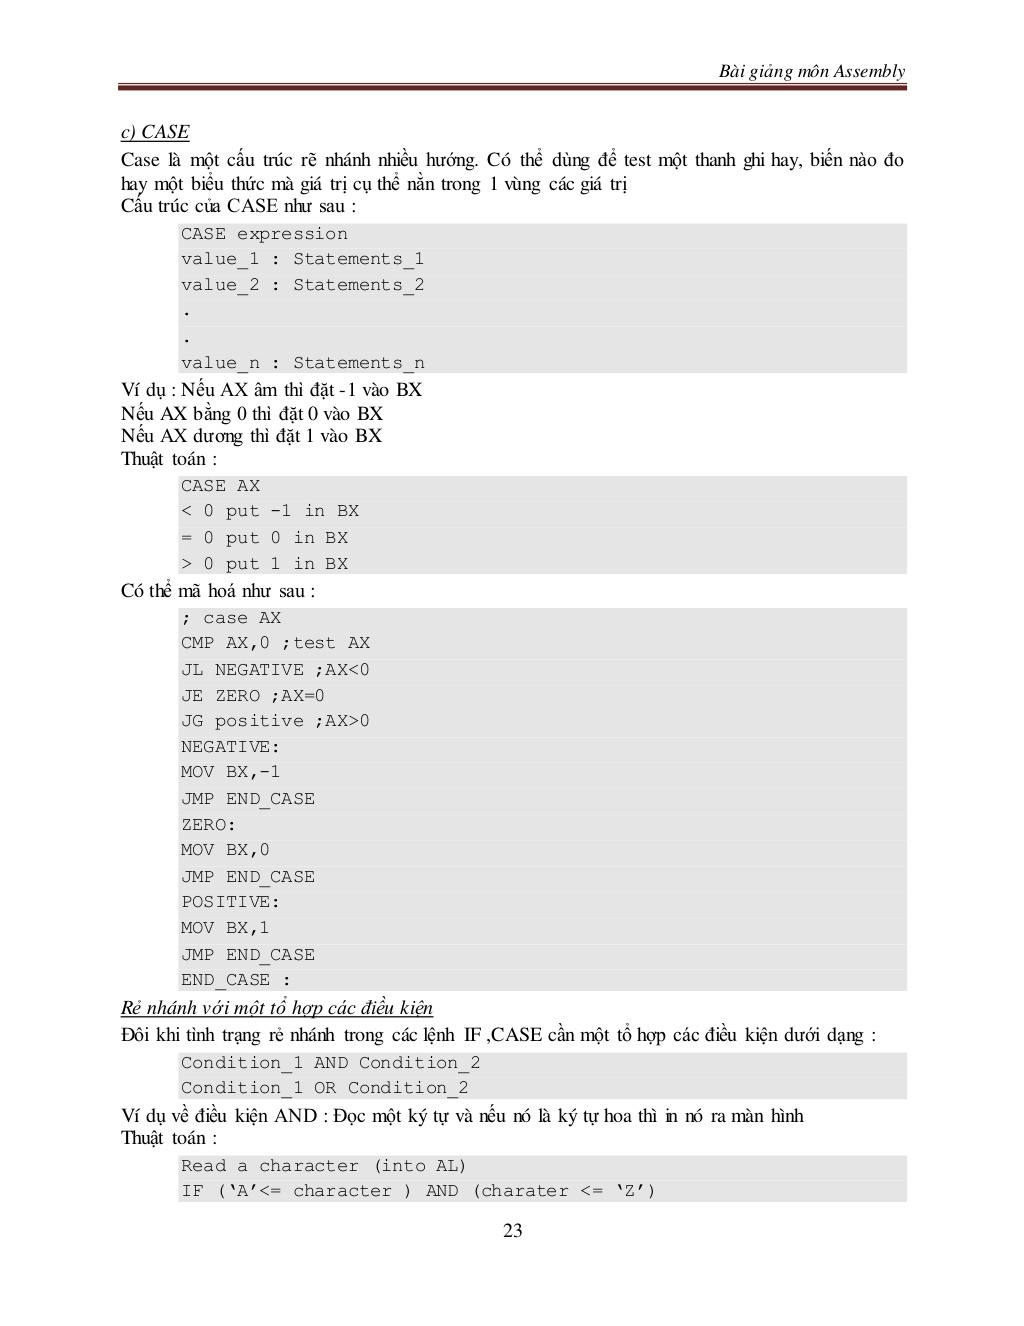 Bài giảng môn Assembly
c) CASE
Case là một cấu trúc rẽ nhánh nhiều hướng. Có thể dùng để test một thanh ghi hay, biến nào đo
hay một biểu thức mà giá trị cụ thể nằn trong 1 vùng các giá trị
Cấu trúc của CASE như sau :
CASE expression
value_1 : Statements_1
value_2 : Statements_2
.
.
value_n : Statements_n
Ví dụ : Nếu AX âm thì đặt -1 vào BX
Nếu AX bằng 0 thì đặt 0 vào BX
Nếu AX dương thì đặt 1 vào BX
Thuật toán :
CASE AX
< 0 put -1 in BX
= 0 put 0 in BX
> 0 put 1 in BX
Có thể mã hoá như sau :
; case AX
CMP AX,0 ;test AX
JL NEGATIVE ;AX<0
JE ZERO ;AX=0
JG positive ;AX>0
NEGATIVE:
MOV BX,-1
JMP END_CASE
ZERO:
MOV BX,0
JMP END_CASE
POSITIVE:
MOV BX,1
JMP END_CASE
END_CASE :
Rẻ nhánh với một tổ hợp các điều kiện
Đôi khi tình trạng rẻ nhánh trong các lệnh IF ,CASE cần một tổ hợp các điều kiện dưới dạng :
Condition_1 AND Condition_2
Condition_1 OR Condition_2
Ví dụ về điều kiện AND : Đọc một ký tự và nếu nó là ký tự hoa thì in nó ra màn hình
Thuật toán :
Read a character (into AL)
IF (‘A’<= character ) AND (charater <= ‘Z’)
23